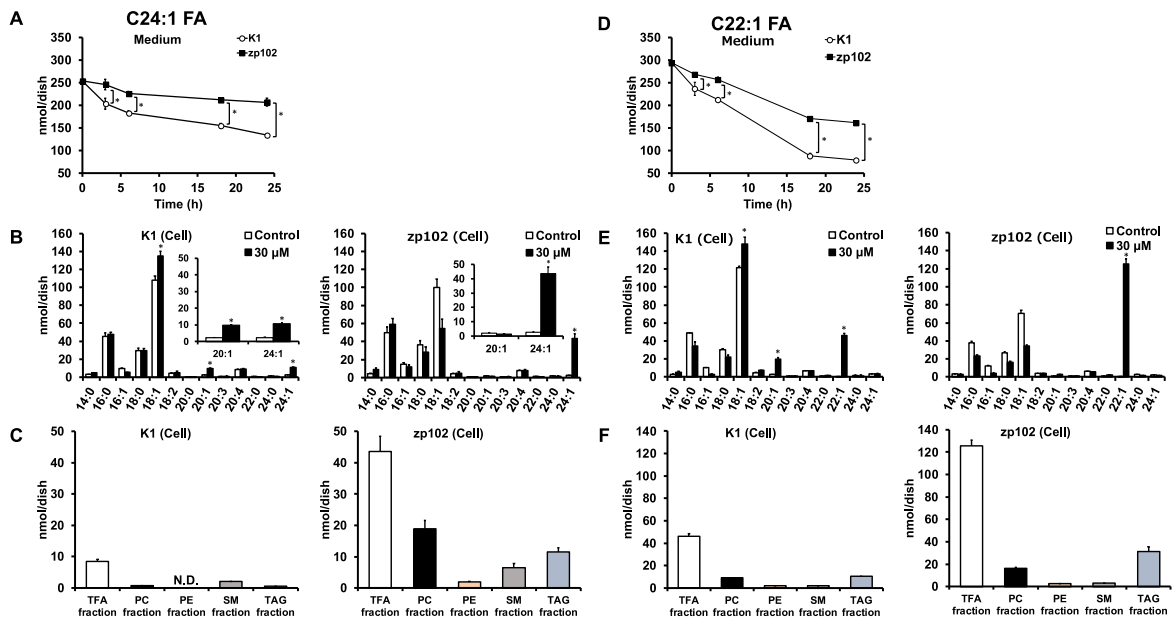 A
C24:1 FA
Medium
K1
zp102
nmol/dish
350
300
250
200
150
100
50
* * * *
0 5 10 15 20 25
Time (h)
D
C22:1 FA
Medium
K1
zp102
nmol/dish
350
300
250
200
150
100
50
* * * *
0 5 10 15 20 25
Time (h)
B
K1 (Cell)
Control
30 μM
nmol/dish
160
140
120
100
80
60
40
20
0
* * *
14:0 16:0 16:1 18:0 18:1 18:2 20:0 20:1 20:3 20:4 22:0 22:1 24:0 24:1
50
40
30
20
10
0
* *
20:1 24:1
zp102 (Cell)
Control
30 μM
nmol/dish
160
140
120
100
80
60
40
20
0
*
14:0 16:0 16:1 18:0 18:1 18:2 20:0 20:1 20:3 20:4 22:0 22:1 24:0 24:1
50
40
30
20
10
0
*
20:1 24:1
E
K1 (Cell)
Control
30 μM
nmol/dish
160
140
120
100
80
60
40
20
0
* * *
14:0 16:0 16:1 18:0 18:1 18:2 20:1 20:3 20:4 22:0 22:1 24:0 24:1
zp102 (Cell)
Control
30 μM
nmol/dish
160
140
120
100
80
60
40
20
0
*
14:0 16:0 16:1 18:0 18:1 18:2 20:1 20:3 20:4 22:0 22:1 24:0 24:1
C
K1 (Cell)
nmol/dish
50
40
30
20
10
0
N.D.
TFA PC PE SM TAG
fraction fraction fraction fraction fraction
zp102 (Cell)
nmol/dish
50
40
30
20
10
0
TFA PC PE SM TAG
fraction fraction fraction fraction fraction
F
K1 (Cell)
nmol/dish
140
120
100
80
60
40
20
0
TFA PC PE SM TAG
fraction fraction fraction fraction fraction
zp102 (Cell)
nmol/dish
140
120
100
80
60
40
20
0
TFA PC PE SM TAG
fraction fraction fraction fraction fraction